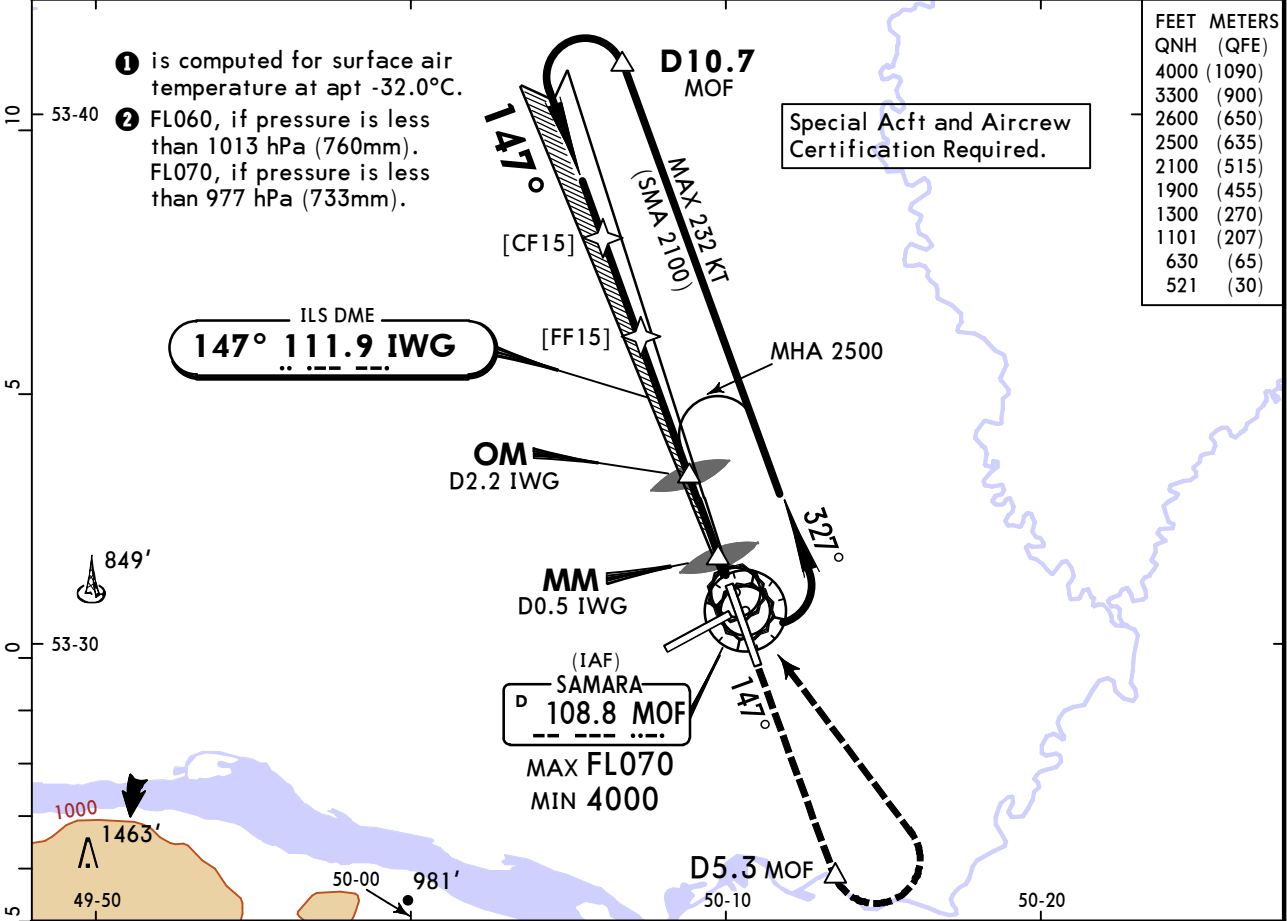 ❶ is computed for surface air
temperature at apt -32.0°C.
❷ FL060, if pressure is less
than 1013 hPa (760mm).
FL070, if pressure is less
than 977 hPa (733mm).
D10.7
MOF
Special Acft and Aircrew
Certification Required.
FEET METERS
QNH (QFE)
4000 (1090)
3300 (900)
2600 (650)
2500 (635)
2100 (515)
1900 (455)
1300 (270)
1101 (207)
630 (65)
521 (30)
10
53-40
147°
MAX 232 KT
(SMA 2100)
[CF15]
[FF15]
ILS DME
147° 111.9 IWG
MHA 2500
5
OM
D2.2 IWG
327°
849'
MM
D0.5 IWG
0
53-30
(IAF)
SAMARA
D 108.8 MOF
147°
MAX FL070
MIN 4000
1000
1463'
D5.3 MOF
50-00
981'
5
49-50
50-10
50-20